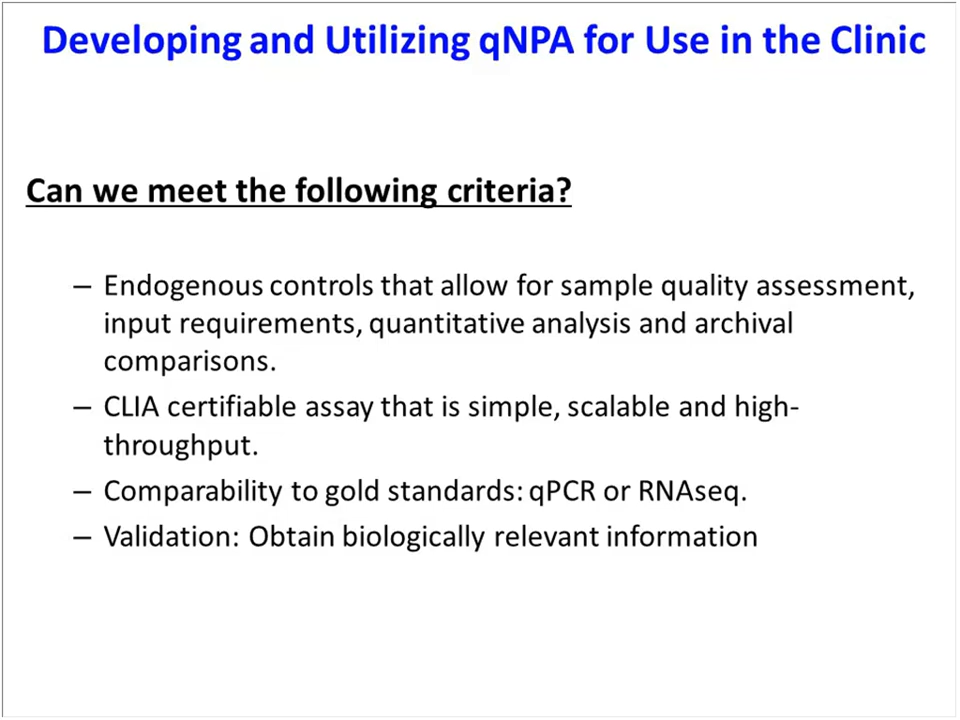 Developing and Utilizing qNPA for Use in the Clinic
Can we meet the following criteria?
– Endogenous controls that allow for sample quality assessment,
input requirements, quantitative analysis and archival
comparisons.
– CLIA certifiable assay that is simple, scalable and high-
throughput.
– Comparability to gold standards: qPCR or RNAseq.
– Validation: Obtain biologically relevant information